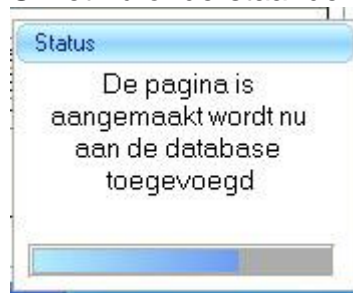 Status
De pagina is
aangemaakt wordt nu
aan de database
toegevoegd